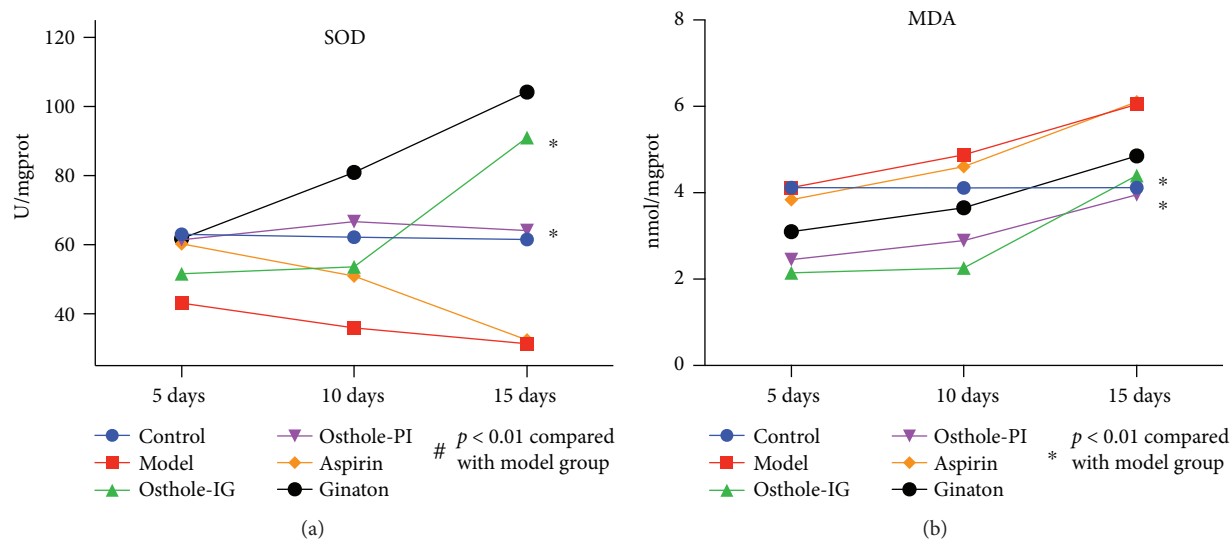 SOD
120
100
80
60
40
U/mgprot
5 days
10 days
15 days
*
*
Control
Model
Osthole-IG
Osthole-PI
Aspirin
Ginaton
# p < 0.01 compared
with model group
(a)
MDA
8
6
4
2
0
nmol/mgprot
5 days
10 days
15 days
*
*
Control
Model
Osthole-IG
Osthole-PI
Aspirin
Ginaton
* p < 0.01 compared
with model group
(b)